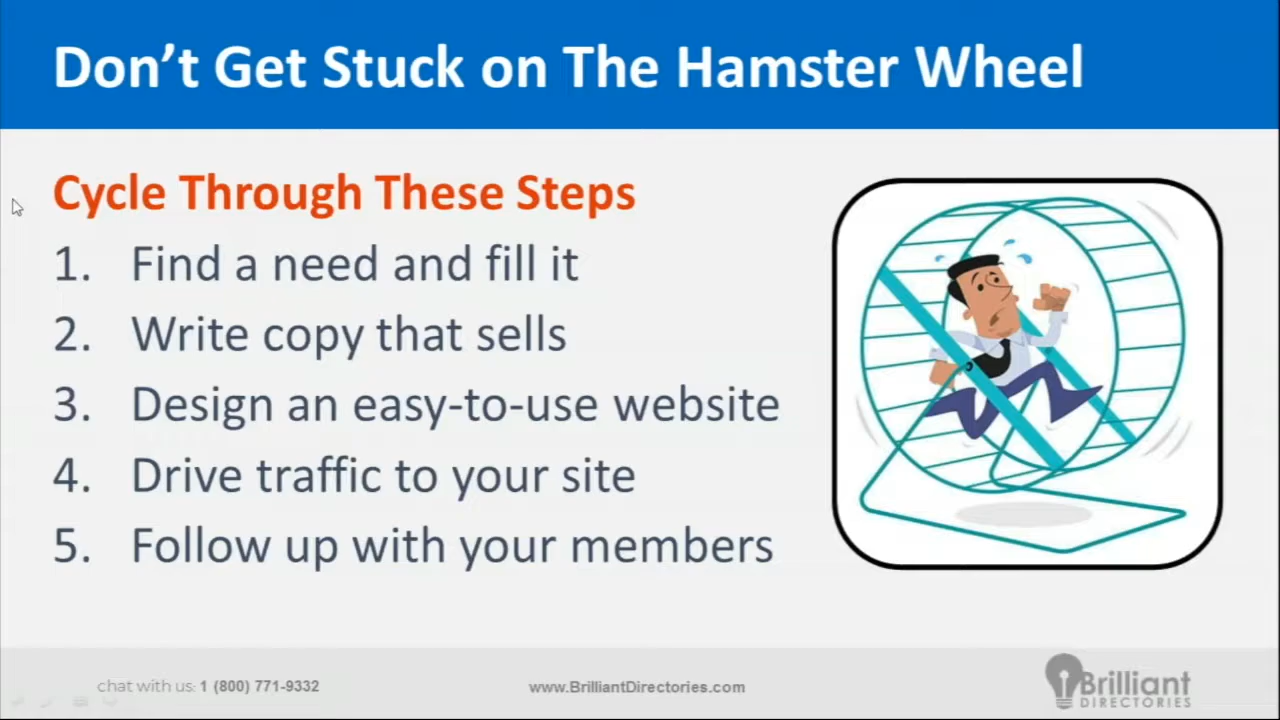 Don’t Get Stuck on The Hamster Wheel
Cycle Through These Steps
1. Find a need and fill it
2. Write copy that sells
3. Design an easy-to-use website
4. Drive traffic to your site
5. Follow up with your members
chat with us: 1 (800) 771-9332
www.BrilliantDirectories.com
Brilliant
DIRECTORIES